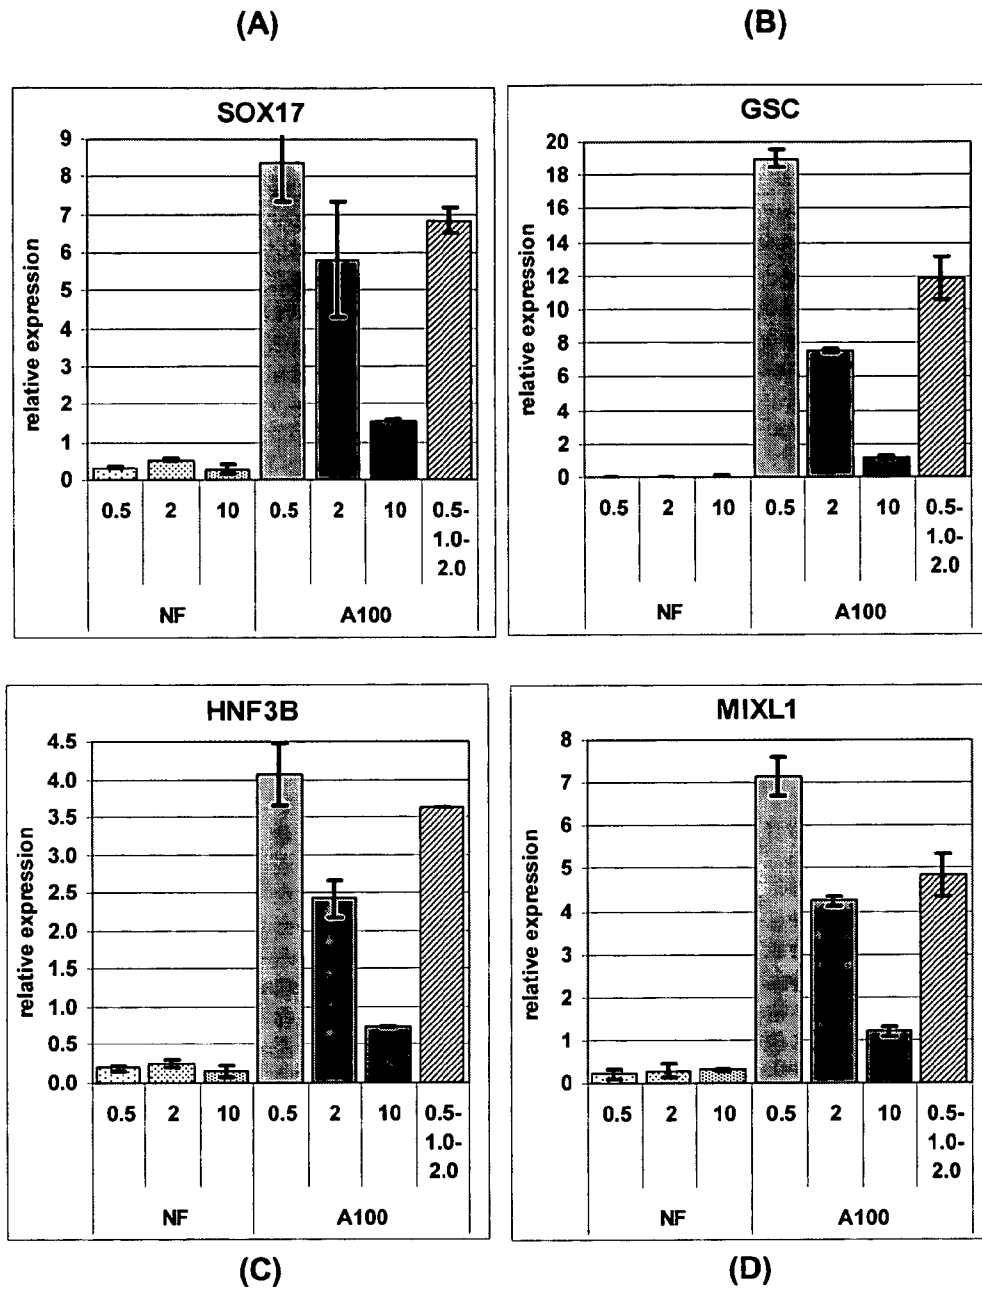 (A)
(B)
SOX17
relative expression
9
8
7
6
5
4
3
2
1
0
0.5 2 10 0.5 2 10 0.5-
1.0-
2.0
NF A100
GSC
relative expression
20
18
16
14
12
10
8
6
4
2
0
0.5 2 10 0.5 2 10 0.5-
1.0-
2.0
NF A100
HNF3B
relative expression
4.5
4.0
3.5
3.0
2.5
2.0
1.5
1.0
0.5
0.0
0.5 2 10 0.5 2 10 0.5-
1.0-
2.0
NF A100
MIXL1
relative expression
8
7
6
5
4
3
2
1
0
0.5 2 10 0.5 2 10 0.5-
1.0-
2.0
NF A100
(C)
(D)